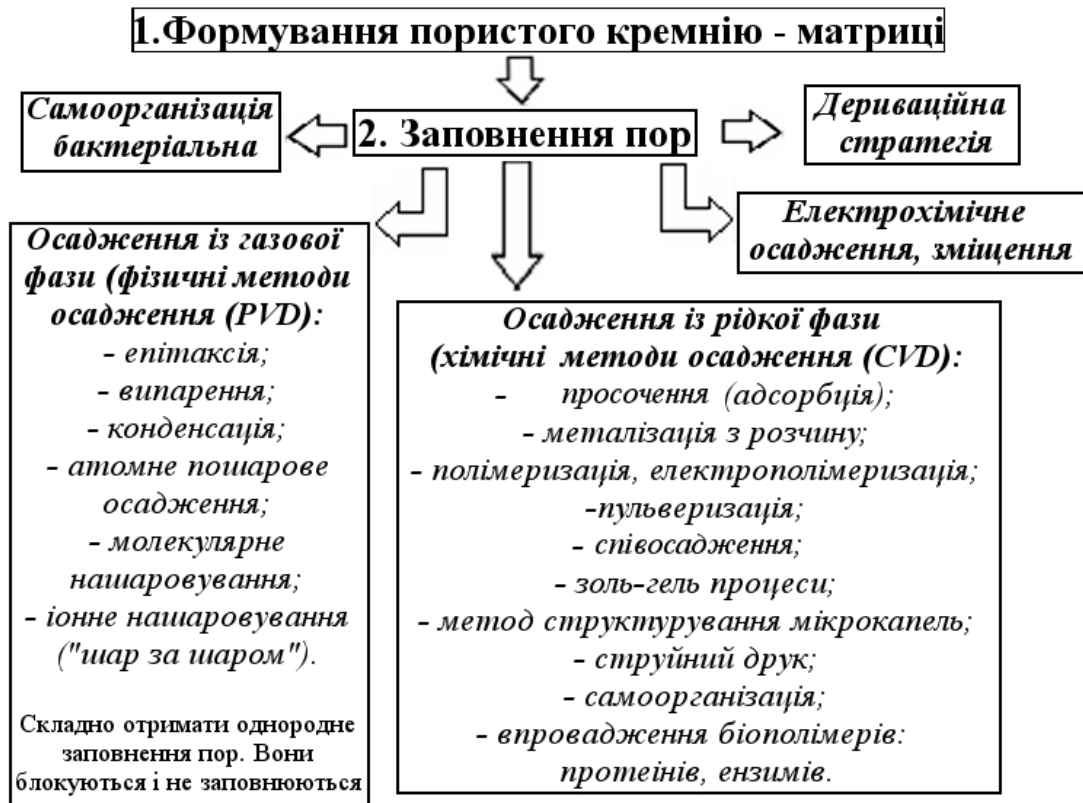 1.Формування пористого кремнію - матриці
Самоорганізація
бактеріальна
2. Заповнення пор
Дериваційна
стратегія
Електрохімічне
осадження, зміщення
Осадження із газової
фази (фізичні методи
осадження (PVD):
- епітаксія;
- випарення;
- конденсація;
- атомне пошарове
осадження;
- молекулярне
нашаровування;
- іонне нашаровування
("шар за шаром").
Складно отримати однородне
заповнення пор. Вони
блокуються і не заповнюються
Осадження із рідкої фази
(хімічні методи осадження (CVD):
- просочення (адсорбція);
- металізація з розчину;
- полімеризація, електрополімеризація;
-пульверизація;
- співосадження;
- золь-гель процеси;
- метод структурування мікрокапель;
- струйний друк;
- самоорганізація;
- впровадження біополімерів:
протеінів, ензимів.